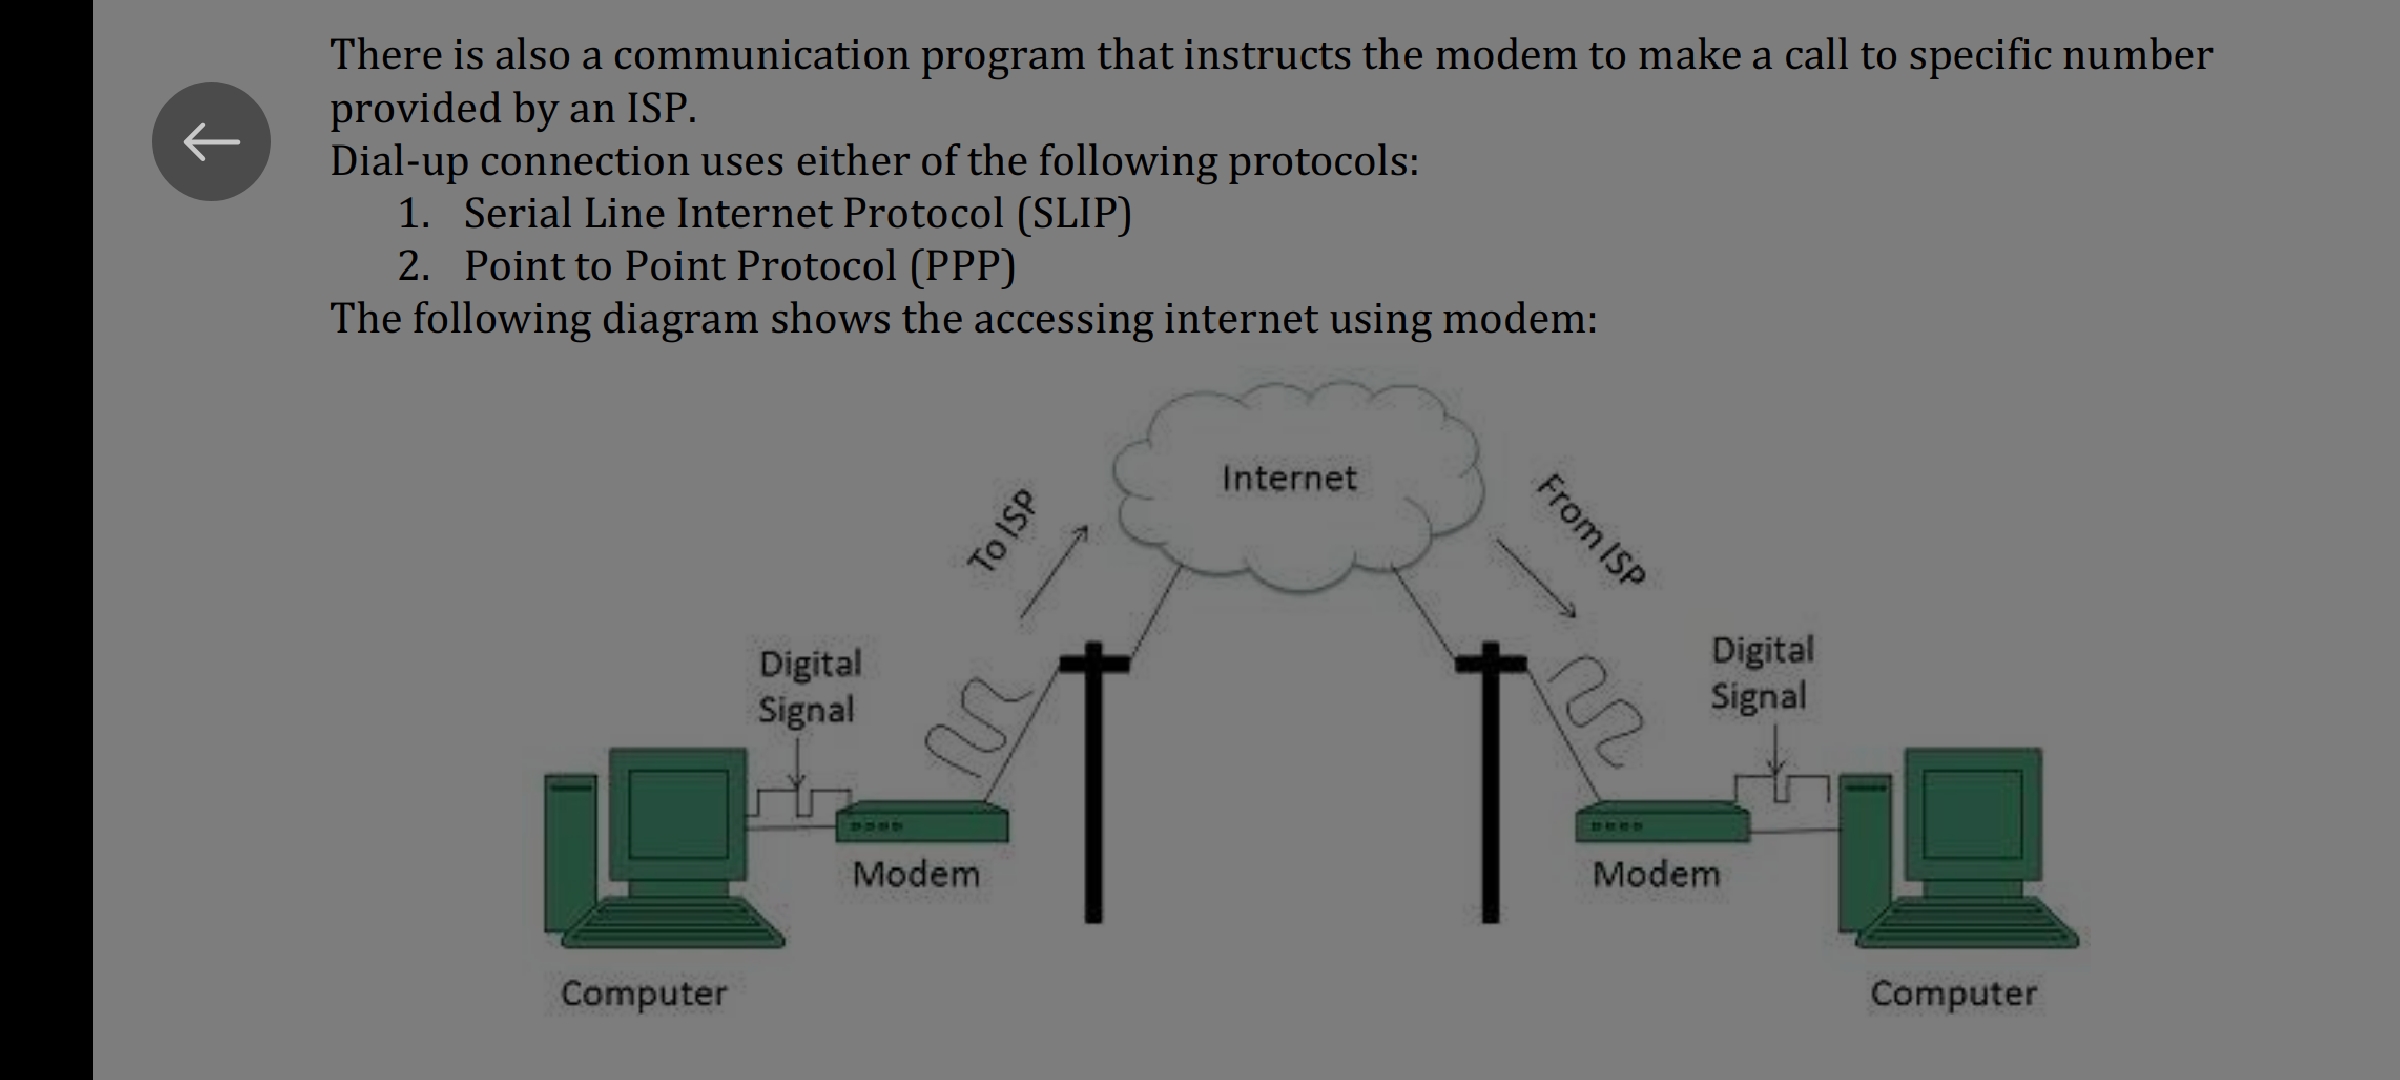 There is also a communication program that instructs the modem to make a call to specific number
provided by an ISP.
Dial-up connection uses either of the following protocols:
1. Serial Line Internet Protocol (SLIP)
2. Point to Point Protocol (PPP)
The following diagram shows the accessing internet using modem:
Internet
To ISP
From ISP
Digital
Signal
Digital
Signal
Modem
Modem
Computer
Computer